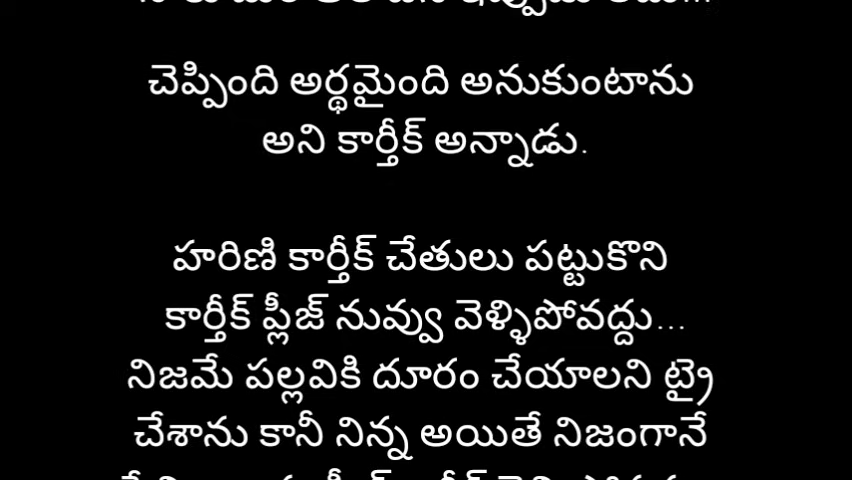 చెప్పింది అర్థమైంది అనుకుంటాను
అని కార్తీక్ అన్నాడు.
హరిణి కార్తీక్ చేతులు పట్టుకొని
కార్తీక్ ప్లీజ్ నువ్వు వెళ్ళిపోవద్దు...
నిజమే పల్లవికి దూరం చేయాలని ట్రై
చేశాను కానీ నిన్న అయితే నిజంగానే